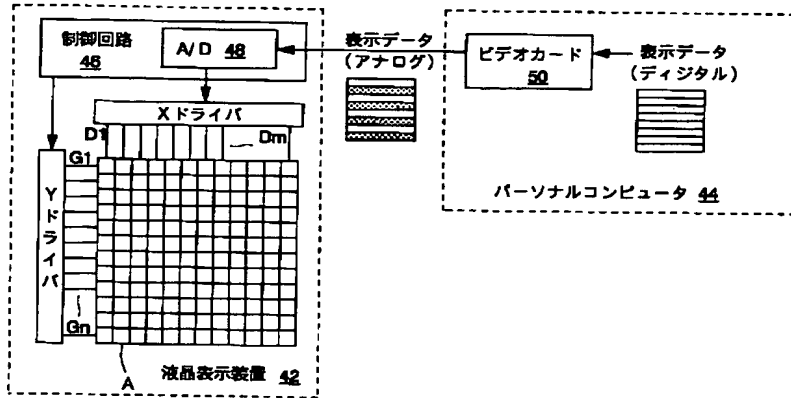 制御回路
46
A/D 48
表示データ
(アナログ)
ビデオカード
50
表示データ
(ディジタル)
Xドライバ
D1
Dm
G1
Yドライバ
Gn
A
液晶表示装置 42
パーソナルコンピュータ 44